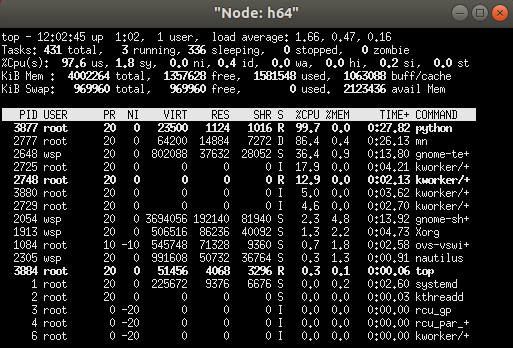 "Node: h64"
top - 12:02:45 up  1:02,  1 user,  load average: 1.66, 0.47, 0.16
Tasks: 431 total,   3 running, 336 sleeping,   0 stopped,   0 zombie
%Cpu(s):  97.6 us,  1.8 sy,  0.0 ni,  0.4 id,  0.0 wa,  0.0 hi,  0.2 si,  0.0 st
KiB Mem :  4002264 total,  1357628 free,  1581548 used,  1063088 buff/cache
KiB Swap:   969960 total,   969960 free,        0 used.  2123436 avail Mem
PID USER      PR  NI    VIRT    RES    SHR S  %CPU %MEM     TIME+ COMMAND
3877 root      20   0   23500   1124   1016 R  99.7  0.0   0:27.82 python
2777 root      20   0   64200  14884   7272 D  86.4  0.4   0:26.13 mn
2648 wsp       20   0  802088  37632  28052 S  36.4  0.9   0:13.80 gnome-te+
2725 root      20   0       0      0      0 I  17.9  0.0   0:04.21 kworker/+
2748 root      20   0       0      0      0 R  12.9  0.0   0:02.13 kworker/+
3880 root      20   0       0      0      0 I   5.0  0.0   0:03.62 kworker/+
2729 root      20   0       0      0      0 I   4.6  0.0   0:02.70 kworker/+
2054 wsp       20   0 3694056 192140  81940 S   2.3  4.8   0:13.92 gnome-sh+
1913 wsp       20   0  506516  86236  40092 S   1.3  2.2   0:04.73 Xorg
1084 root      10 -10  545748  71328   9360 S   0.7  1.8   0:02.58 ovs-vswi+
2305 wsp       20   0  991608  50732  36764 S   0.3  1.3   0:00.91 nautilus
3884 root      20   0   51456   4068   3296 R   0.3  0.1   0:00.06 top
1 root      20   0  225672   9376   6676 S   0.0  0.2   0:02.60 systemd
2 root      20   0       0      0      0 S   0.0  0.0   0:00.03 kthreadd
3 root       0 -20       0      0      0 I   0.0  0.0   0:00.00 rcu_gp
4 root       0 -20       0      0      0 I   0.0  0.0   0:00.00 rcu_par_+
6 root       0 -20       0      0      0 I   0.0  0.0   0:00.00 kworker/+